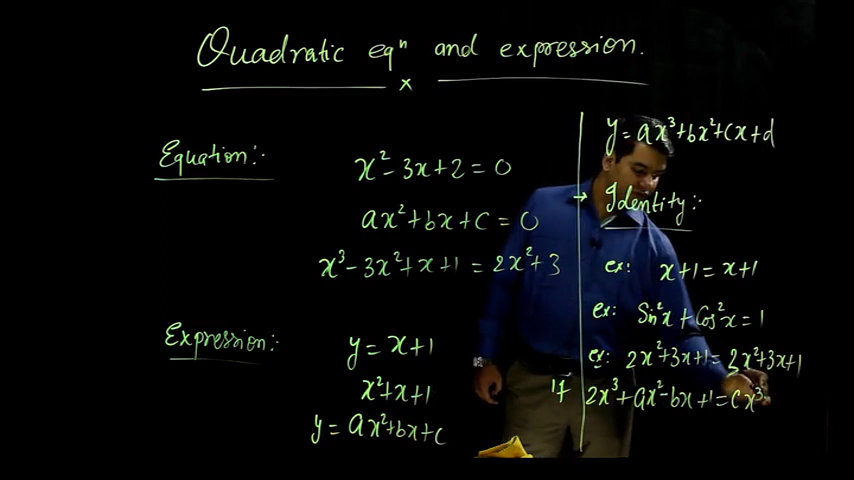 Quadratic eqⁿ and expression.
x
Equation:-
x² - 3x + 2 = 0
ax² + bx + c = 0
x³ - 3x² + x + 1 = 2x² + 3
Expression:-
y = x + 1
x² + x + 1
y = ax² + bx + c
y = ax³ + bx² + cx + d
→ Identity:-
ex: x + 1 = x + 1
ex: Sin²x + Cos²x = 1
ex: 2x² + 3x + 1 = 2x² + 3x + 1
if 2x³ + ax² - bx + 1 = cx³